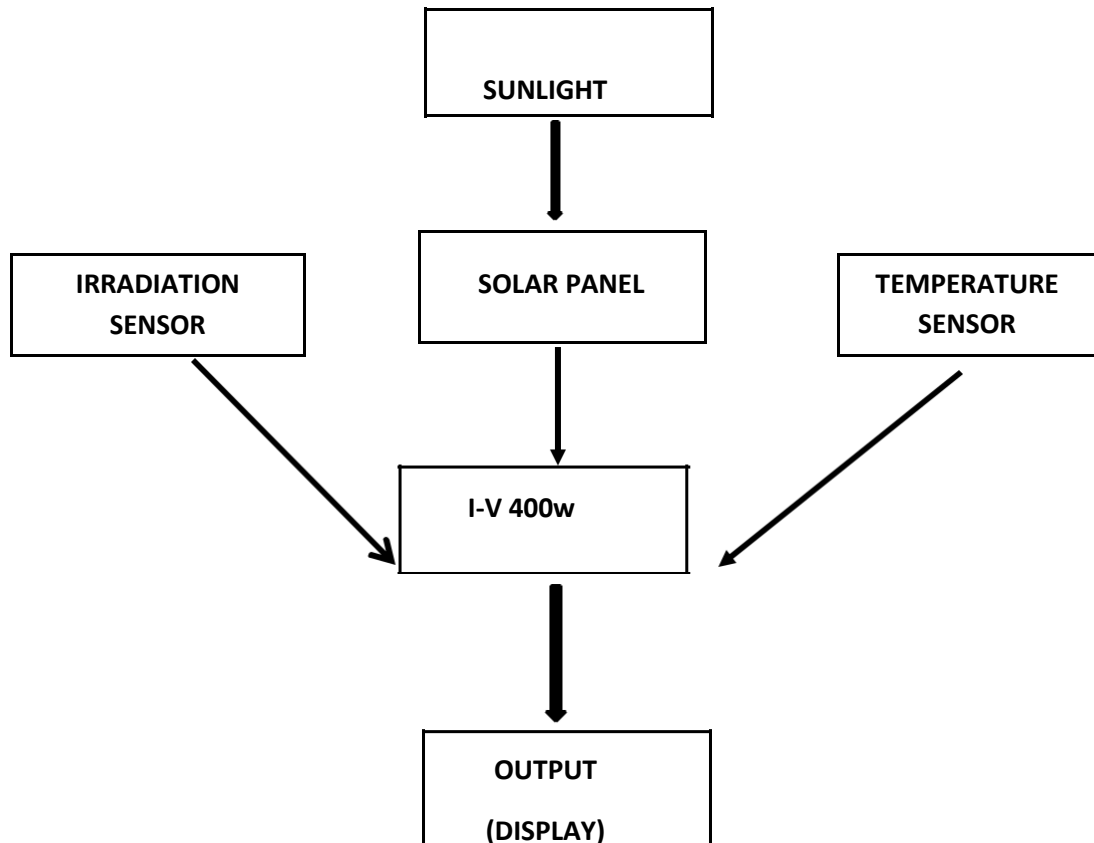 SUNLIGHT
IRRADIATION
SENSOR
SOLAR PANEL
TEMPERATURE
SENSOR
I-V 400w
OUTPUT
(DISPLAY)